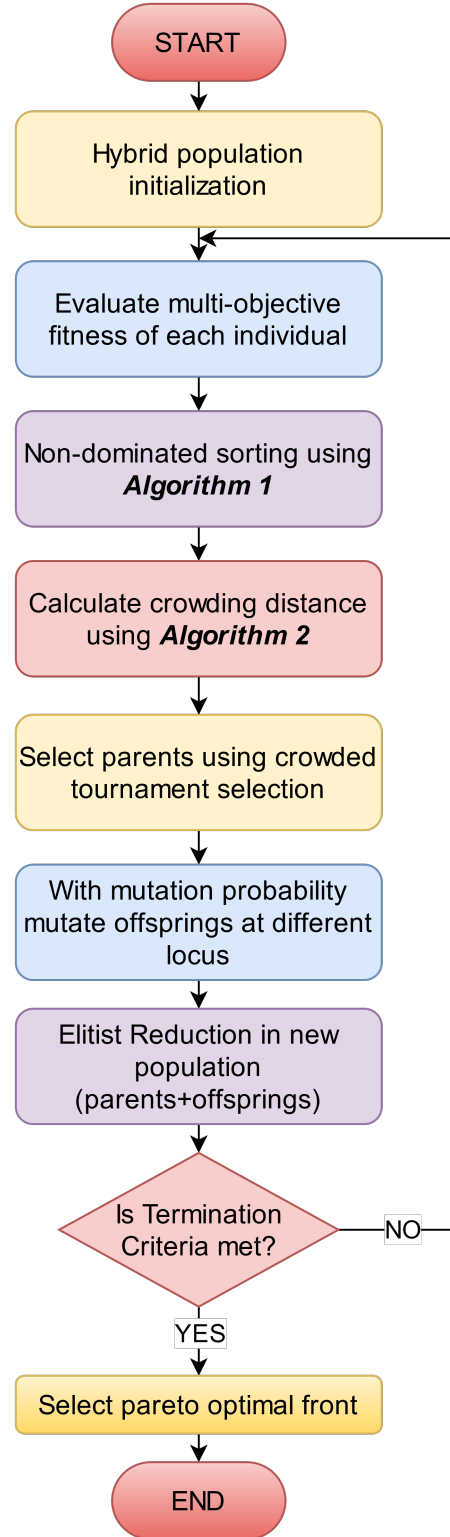 START
Hybrid population
initialization
Evaluate multi-objective
fitness of each individual
Non-dominated sorting using
Algorithm 1
Calculate crowding distance
using Algorithm 2
Select parents using crowded
tournament selection
With mutation probability
mutate offsprings at different
locus
Elitist Reduction in new
population
(parents+offsprings)
Is Termination
Criteria met?
NO
YES
Select pareto optimal front
END